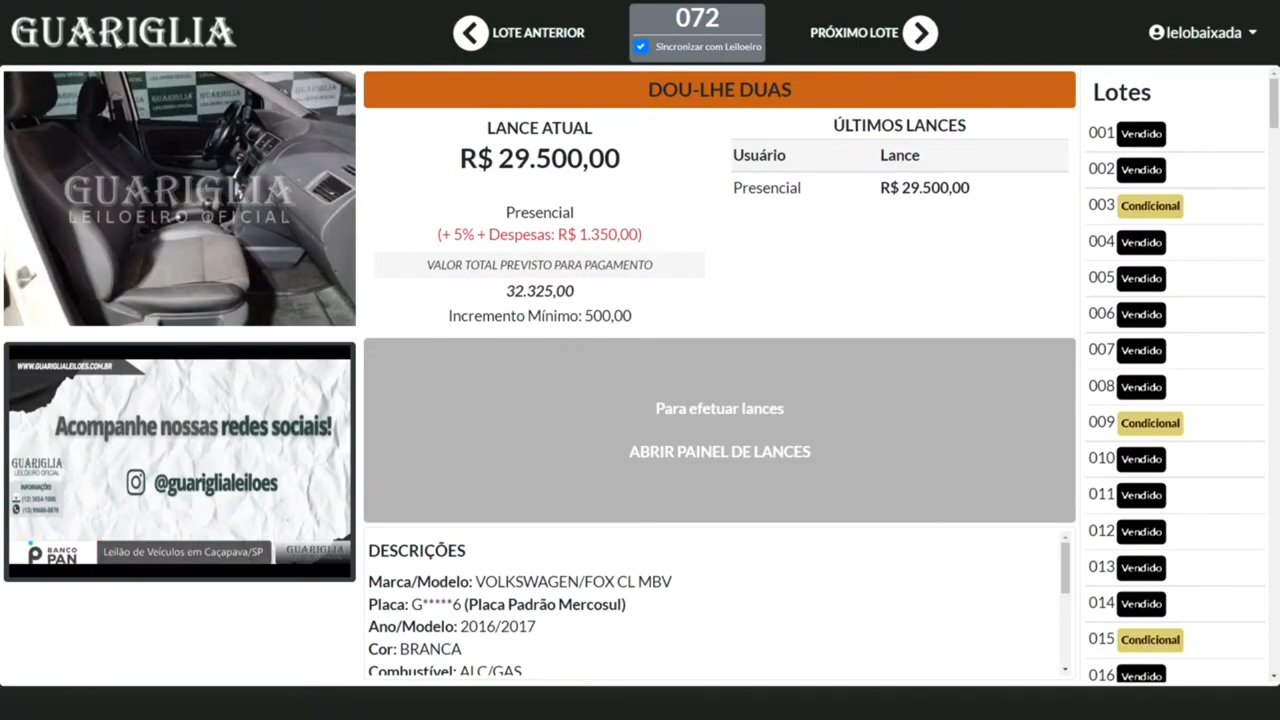 GUARIGLIA
LOTE ANTERIOR
072
Sincronizar com Leiloeiro
PRÓXIMO LOTE
lelobaixada
GUARIGLIA
LEILOEIRO OFICIAL
DOU-LHE DUAS
LANCE ATUAL
R$ 29.500,00
Presencial
(+ 5% + Despesas: R$ 1.350,00)
VALOR TOTAL PREVISTO PARA PAGAMENTO
32.325,00
Incremento Mínimo: 500,00
ÚLTIMOS LANCES
Usuário Lance
Presencial R$ 29.500,00
WWW.GUARIGLIALEILOES.COM.BR
Acompanhe nossas redes sociais!
@guariglialeiloes
GUARIGLIA
LEILOEIRO OFICIAL
INFORMAÇÕES
BANCO
PAN
Leilão de Veículos em Caçapava/SP
GUARIGLIA
Para efetuar lances
ABRIR PAINEL DE LANCES
DESCRIÇÕES
Marca/Modelo: VOLKSWAGEN/FOX CL MBV
Placa: G*****6 (Placa Padrão Mercosul)
Ano/Modelo: 2016/2017
Cor: BRANCA
Combustível: ALC/GAS
Lotes
001 Vendido
002 Vendido
003 Condicional
004 Vendido
005 Vendido
006 Vendido
007 Vendido
008 Vendido
009 Condicional
010 Vendido
011 Vendido
012 Vendido
013 Vendido
014 Vendido
015 Condicional
016 Vendido